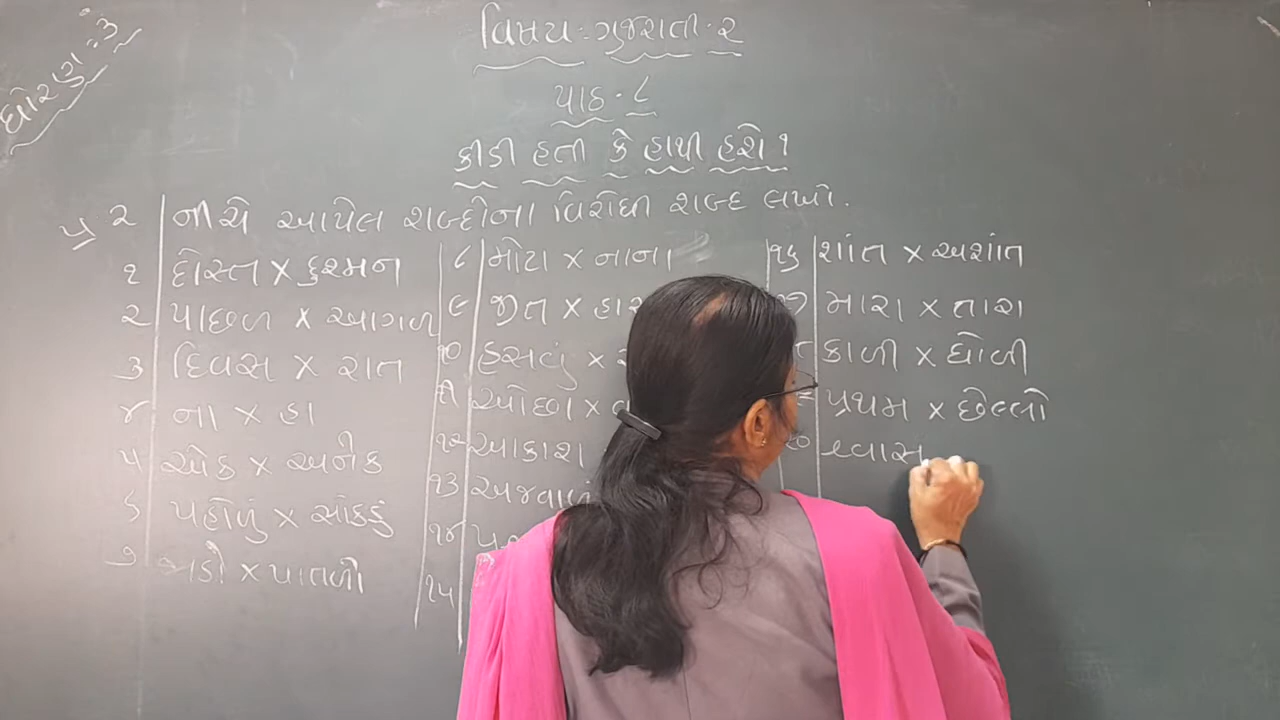 ધોરણ : ૩
વિષય : ગુજરાતી - ૨
પાઠ - ૮
કીડી હતી કે હાથી હશે ?
પ્ર ૨ નીચે આપેલ શબ્દોના વિરોધી શબ્દ લખો.
૧ દોસ્ત × દુશ્મન
૨ પાછળ × આગળ
૩ દિવસ × રાત
૪ ના × હા
૫ એક × અનેક
૬ પહોળું × સાંકડું
૭ જાડો × પાતળો
૮ મોટા × નાના
૯ જીત × હાર
૧૦ હસવું ×
૧૧ ઓછા ×
૧૨ આકાશ
૧૩ અજવાળું
૧૪
૧૫
૧૬ શાંત × અશાંત
૧૭ મારા × તારા
કાળી × ધોળી
પ્રથમ × છેલ્લો
૨૦